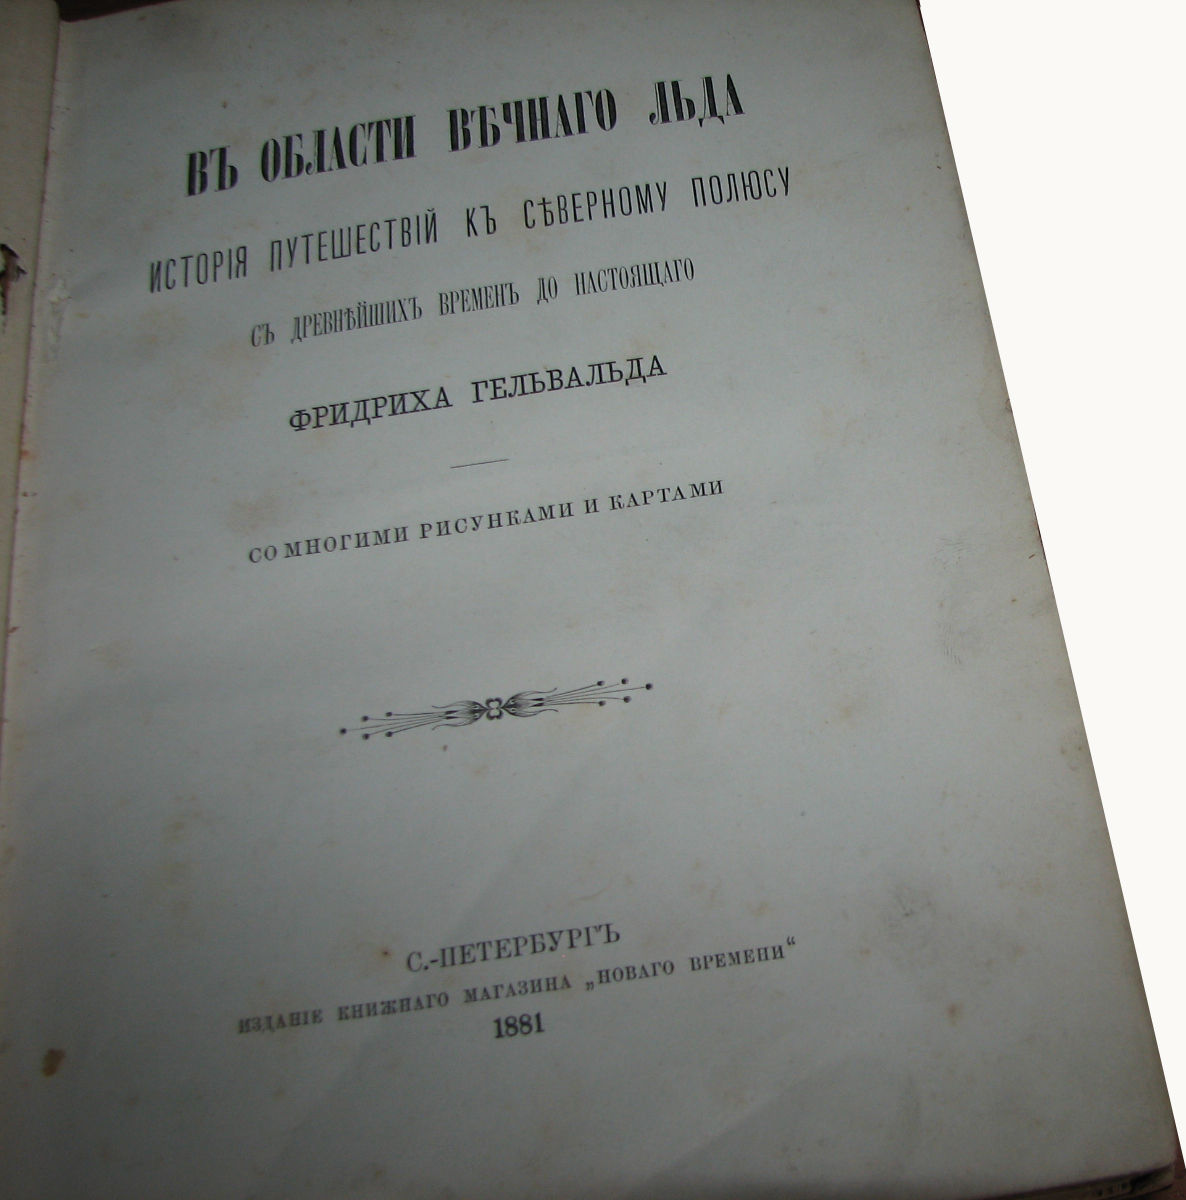 ВЪ ОБЛАСТИ ВѢЧНАГО ЛЬДА
ИСТОРІЯ ПУТЕШЕСТВІЙ КЪ СѢВЕРНОМУ ПОЛЮСУ
СЪ ДРЕВНѢЙШИХЪ ВРЕМЕНЪ ДО НАСТОЯЩАГО
ФРИДРИХА ГЕЛЬВАЛЬДА
СО МНОГИМИ РИСУНКАМИ И КАРТАМИ
С.-ПЕТЕРБУРГЪ
ИЗДАНІЕ КНИЖНАГО МАГАЗИНА „НОВАГО ВРЕМЕНИ“
1881